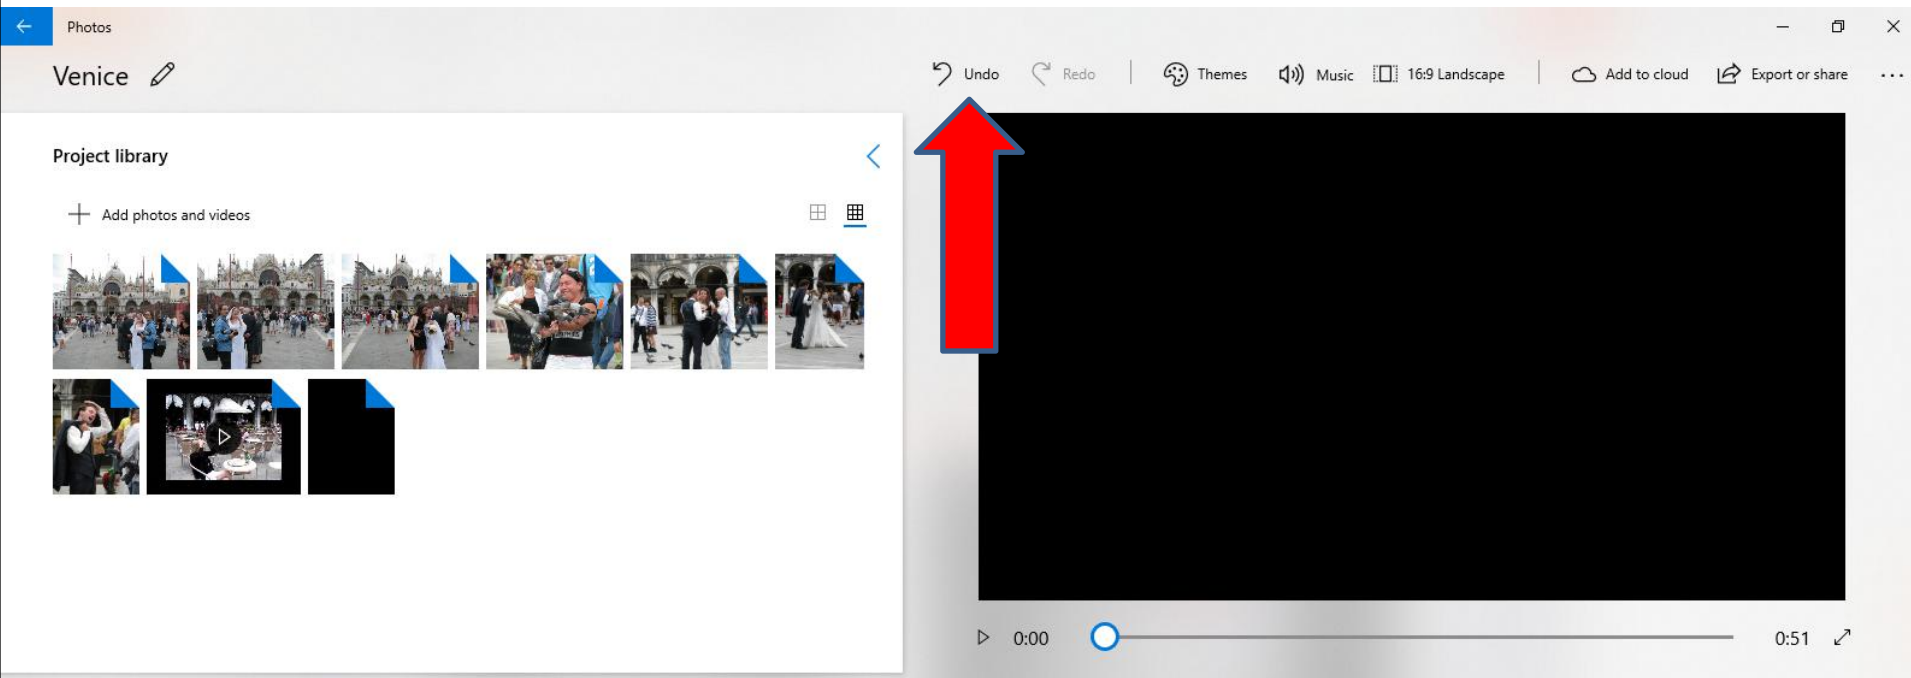 Photos
Venice
Undo Redo Themes Music 16:9 Landscape Add to cloud Export or share ...
Project library
Add photos and videos
0:00 0:51